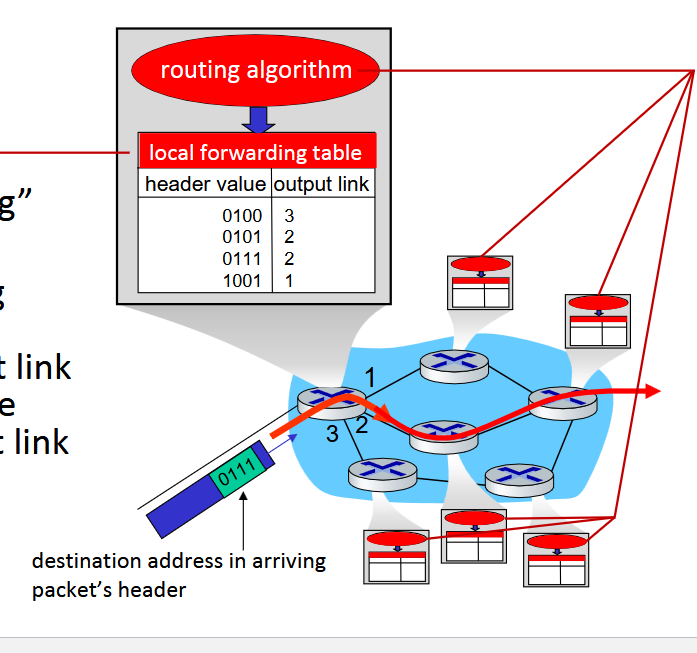 routing algorithm
local forwarding table
header value output link
0100 3
0101 2
0111 2
1001 1
g”
g
t link
e
t link
1
2
3
0111
destination address in arriving
packet’s header